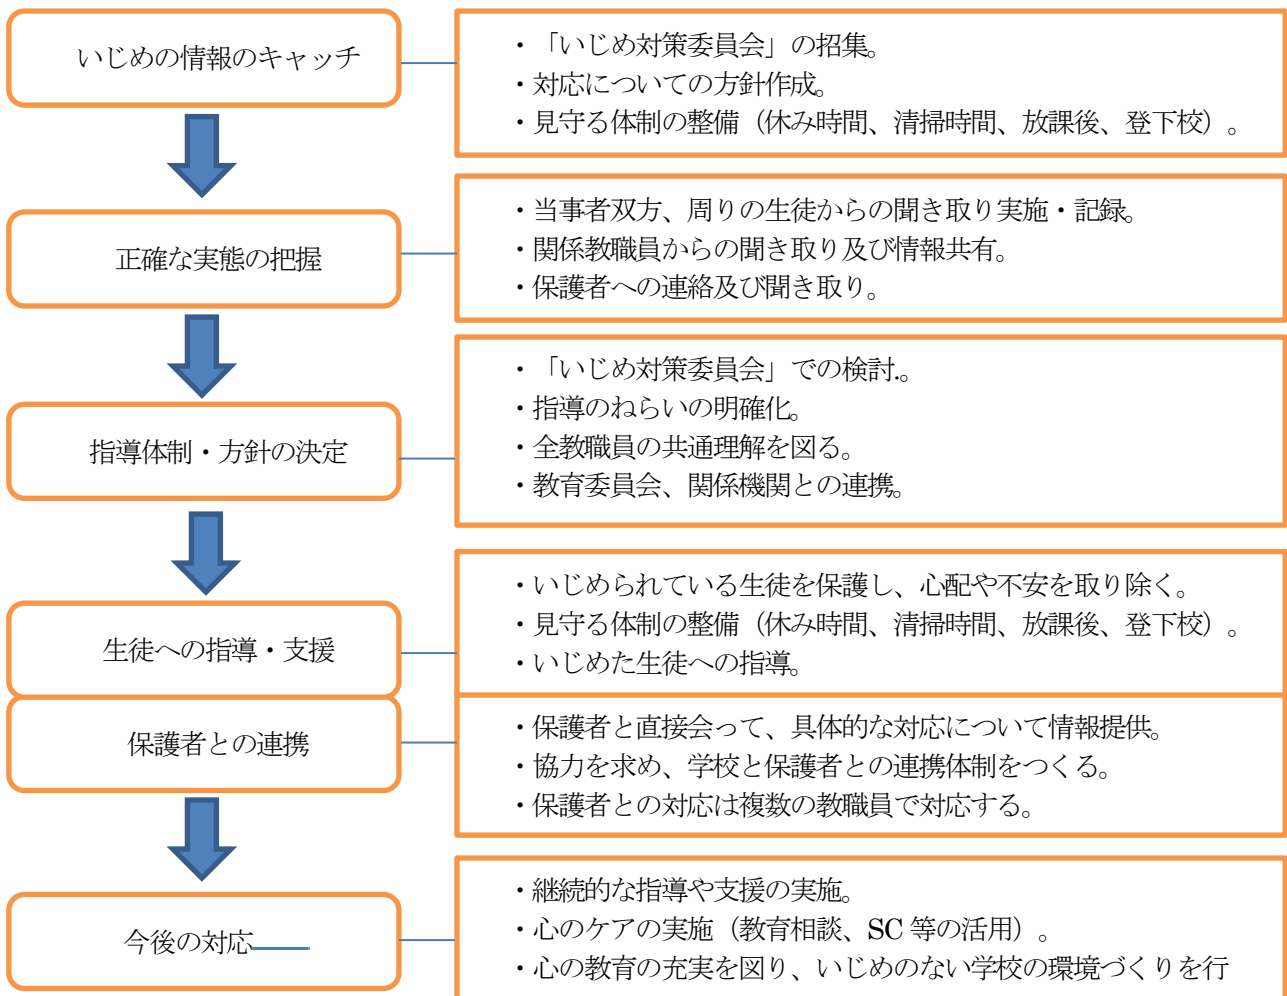 いじめの情報のキャッチ
・「いじめ対策委員会」の招集。
・対応についての方針作成。
・見守る体制の整備（休み時間、清掃時間、放課後、登下校）。
正確な実態の把握
・当事者双方、周りの生徒からの聞き取り実施・記録。
・関係教職員からの聞き取り及び情報共有。
・保護者への連絡及び聞き取り。
指導体制・方針の決定
・「いじめ対策委員会」での検討.。
・指導のねらいの明確化。
・全教職員の共通理解を図る。
・教育委員会、関係機関との連携。
生徒への指導・支援
・いじめられている生徒を保護し、心配や不安を取り除く。
・見守る体制の整備（休み時間、清掃時間、放課後、登下校）。
・いじめた生徒への指導。
保護者との連携
・保護者と直接会って、具体的な対応について情報提供。
・協力を求め、学校と保護者との連携体制をつくる。
・保護者との対応は複数の教職員で対応する。
今後の対応
・継続的な指導や支援の実施。
・心のケアの実施（教育相談、SC 等の活用）。
・心の教育の充実を図り、いじめのない学校の環境づくりを行